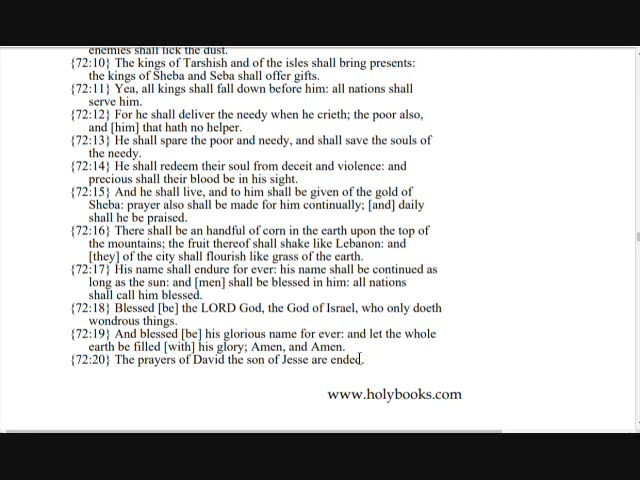 enemies shall lick the dust.
{72:10} The kings of Tarshish and of the isles shall bring presents:
the kings of Sheba and Seba shall offer gifts.
{72:11} Yea, all kings shall fall down before him: all nations shall
serve him.
{72:12} For he shall deliver the needy when he crieth; the poor also,
and [him] that hath no helper.
{72:13} He shall spare the poor and needy, and shall save the souls of
the needy.
{72:14} He shall redeem their soul from deceit and violence: and
precious shall their blood be in his sight.
{72:15} And he shall live, and to him shall be given of the gold of
Sheba: prayer also shall be made for him continually; [and] daily
shall he be praised.
{72:16} There shall be an handful of corn in the earth upon the top of
the mountains; the fruit thereof shall shake like Lebanon: and
[they] of the city shall flourish like grass of the earth.
{72:17} His name shall endure for ever: his name shall be continued as
long as the sun: and [men] shall be blessed in him: all nations
shall call him blessed.
{72:18} Blessed [be] the LORD God, the God of Israel, who only doeth
wondrous things.
{72:19} And blessed [be] his glorious name for ever: and let the whole
earth be filled [with] his glory; Amen, and Amen.
{72:20} The prayers of David the son of Jesse are ended.
www.holybooks.com